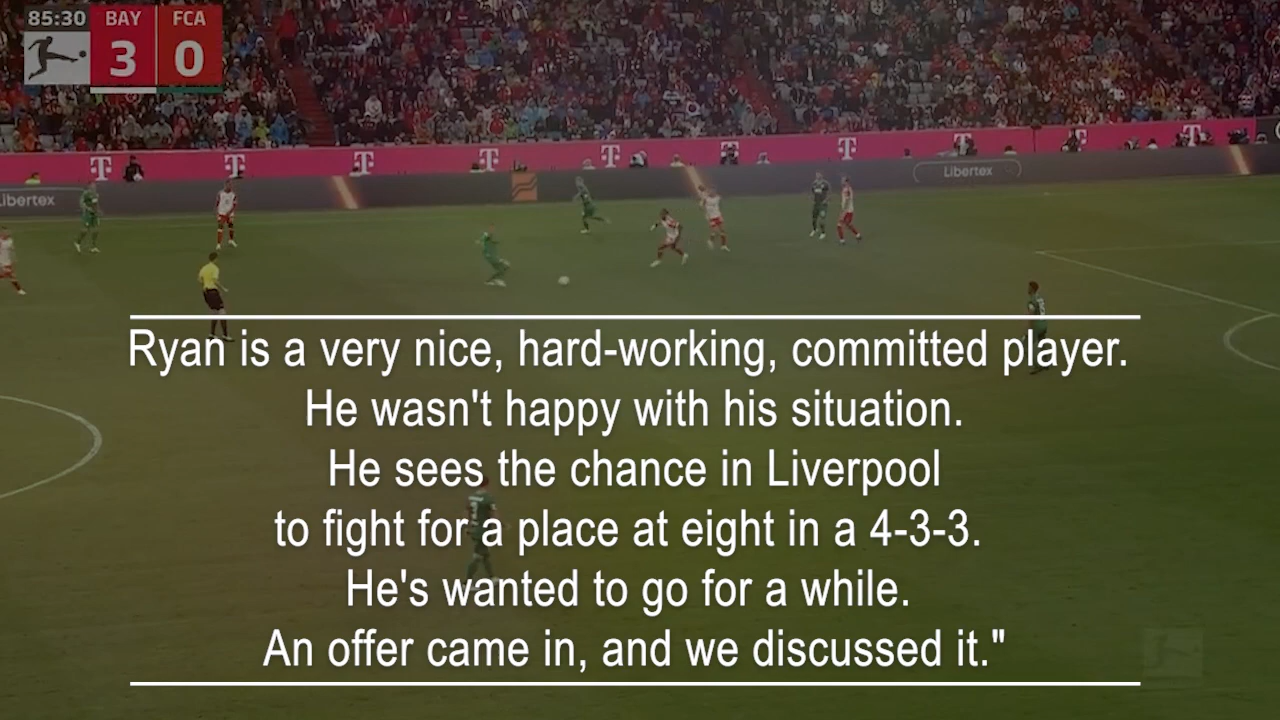 85:30 BAY FCA
3 0
T T T T T T T T T
Libertex Libertex
Ryan is a very nice, hard-working, committed player.
He wasn't happy with his situation.
He sees the chance in Liverpool
to fight for a place at eight in a 4-3-3.
He's wanted to go for a while.
An offer came in, and we discussed it."